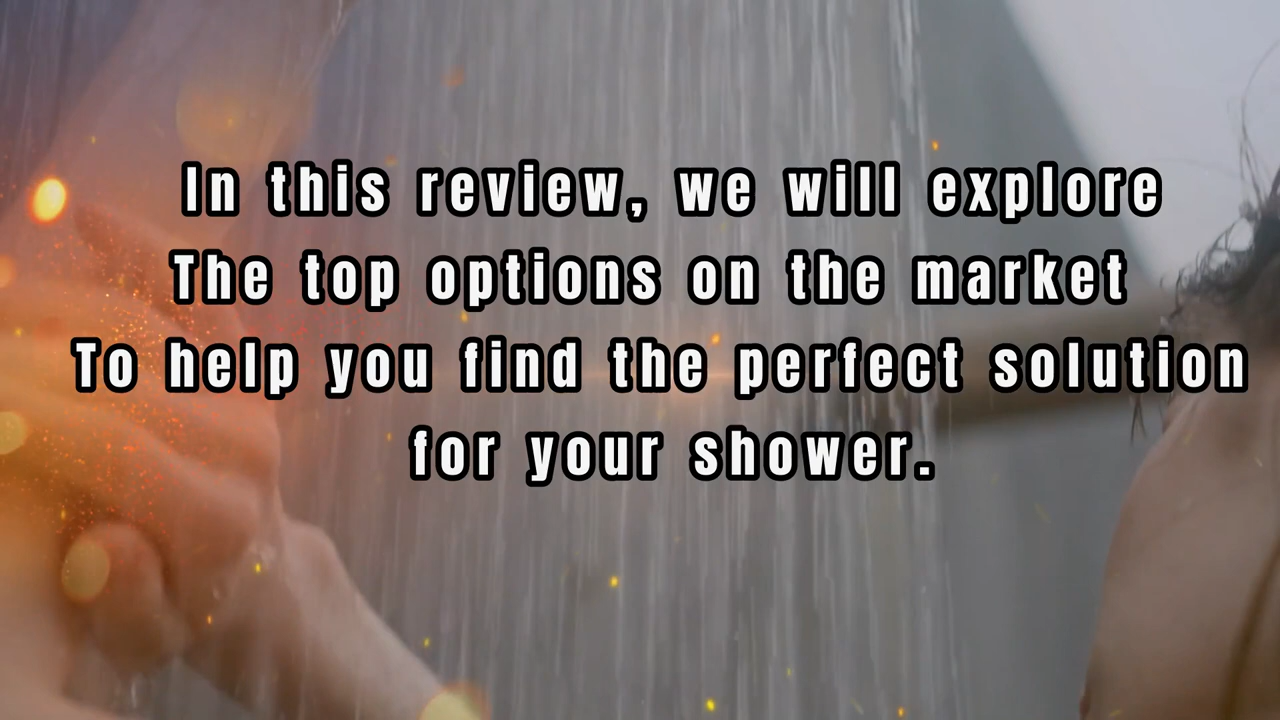 In this review, we will explore
The top options on the market
To help you find the perfect solution
for your shower.